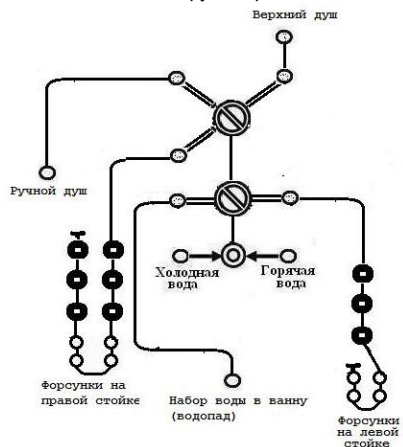 Верхний душ
Ручной душ
Холодная
вода
Горячая
вода
Форсунки на
правой стойке
Набор воды в ванну
(водопад)
Форсунки
на левой
стойке